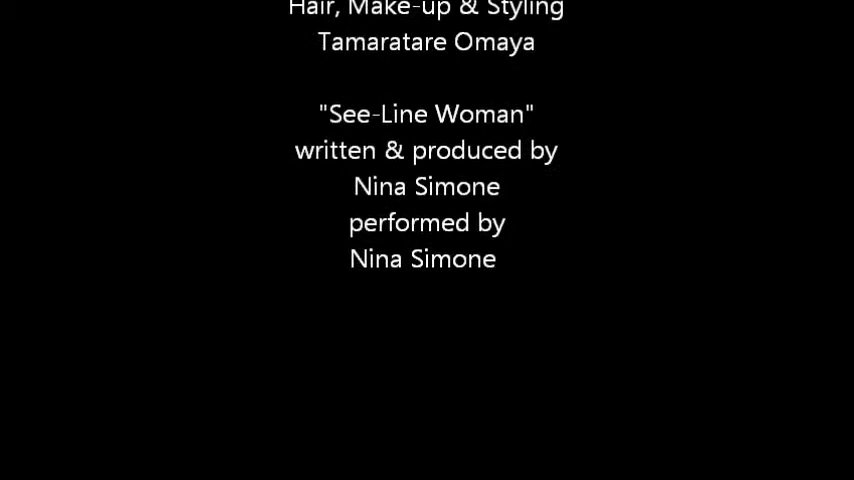 Hair, Make-up & Styling
Tamaratare Omaya
"See-Line Woman"
written & produced by
Nina Simone
performed by
Nina Simone